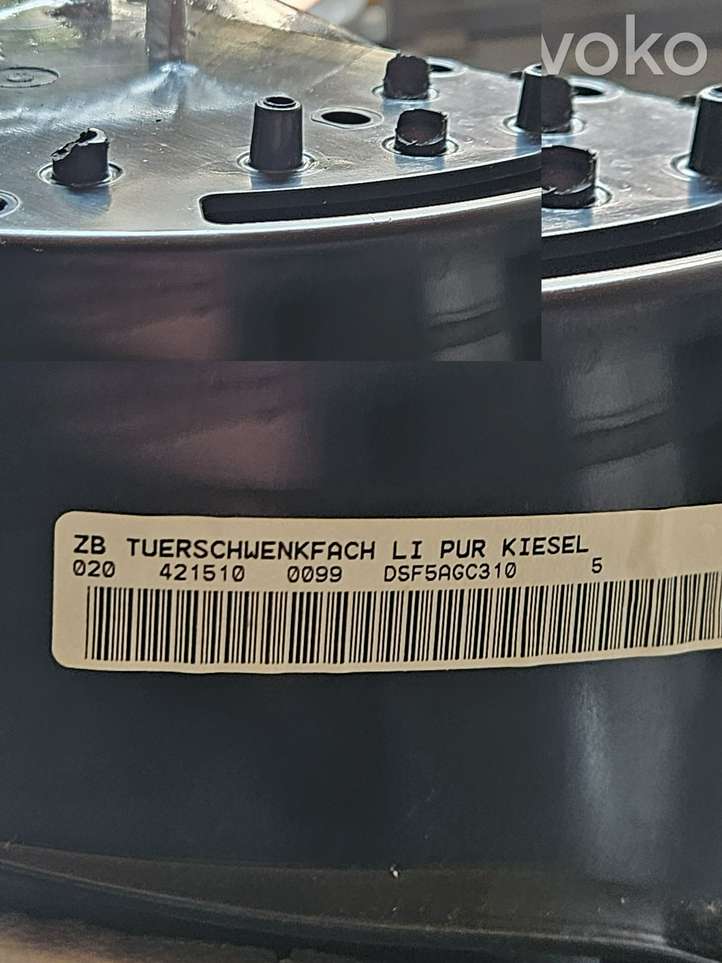 voko
ZB TUERSCHWENKFACH LI PUR KIESEL
020 421510 0099 DSF5AGC310 5